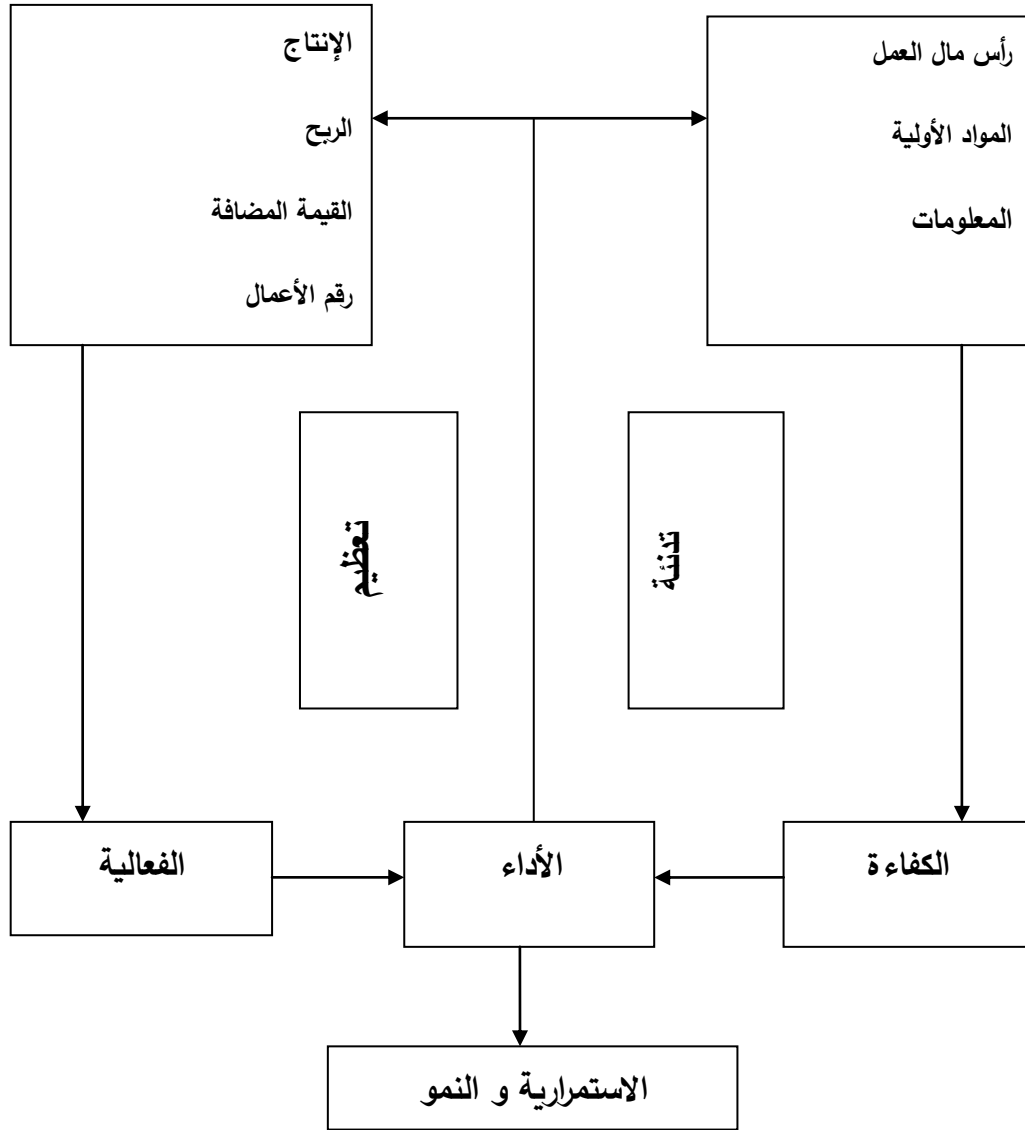 رأس مال العمل
المواد الأولية
المعلومات
الإنتاج
الربح
القيمة المضافة
رقم الأعمال
تدنئة
تعظيم
الكفاءة
الأداء
الفعالية
الاستمرارية و النمو